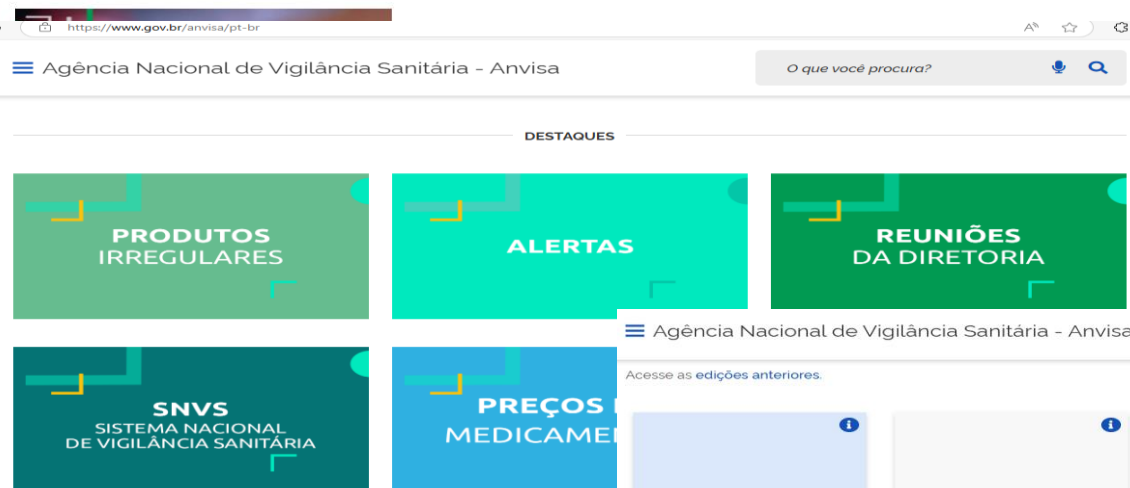 https://www.gov.br/anvisa/pt-br
Agência Nacional de Vigilância Sanitária - Anvisa
O que você procura?
DESTAQUES
PRODUTOS
IRREGULARES
ALERTAS
REUNIÕES
DA DIRETORIA
SNVS
SISTEMA NACIONAL
DE VIGILÂNCIA SANITÁRIA
PREÇOS
Agência Nacional de Vigilância Sanitária - Anvisa
Acesse as edições anteriores.